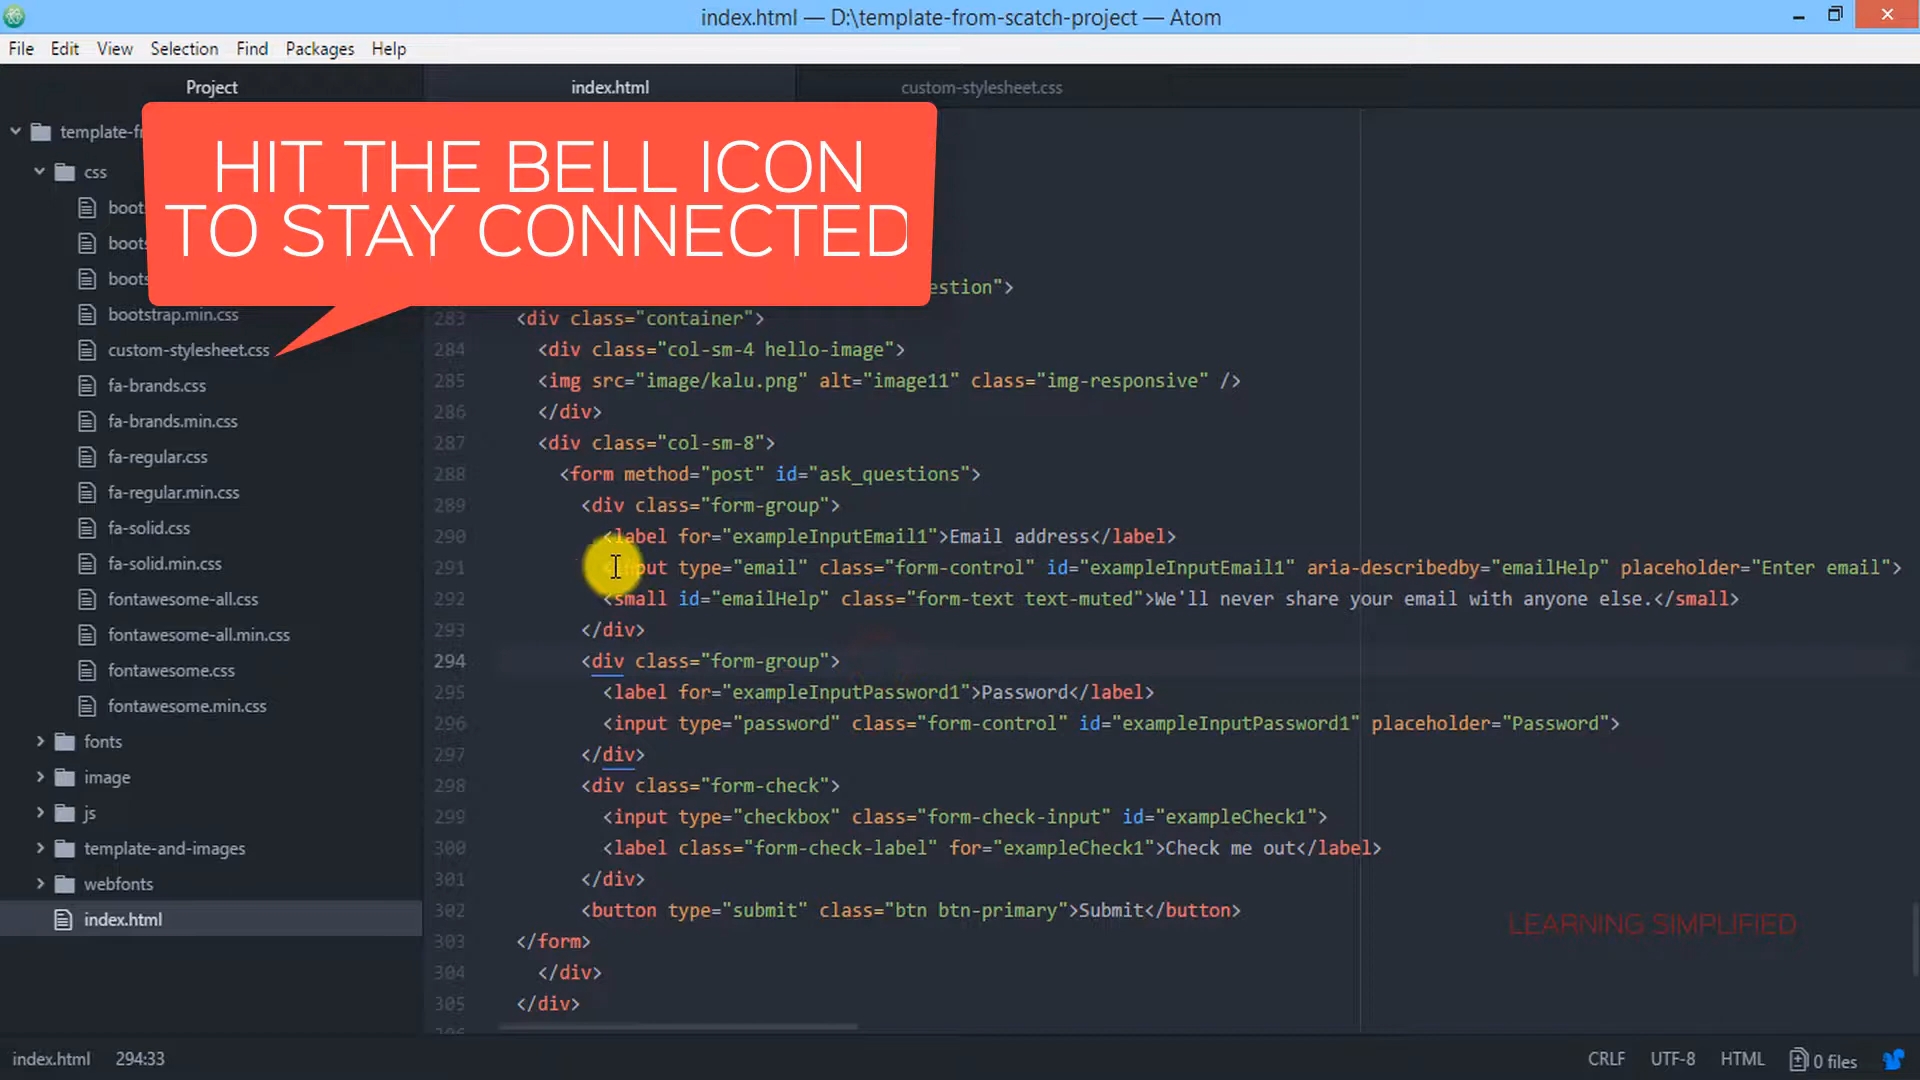 index.html — D:\template-from-scatch-project — Atom
File Edit View Selection Find Packages Help
Project
index.html
custom-stylesheet.css
HIT THE BELL ICON
TO STAY CONNECTED
template-fr
css
boots
boots
boots
bootstrap.min.css
custom-stylesheet.css
fa-brands.css
fa-brands.min.css
fa-regular.css
fa-regular.min.css
fa-solid.css
fa-solid.min.css
fontawesome-all.css
fontawesome-all.min.css
fontawesome.css
fontawesome.min.css
fonts
image
js
template-and-images
webfonts
index.html
estion">
283 <div class="container">
284 <div class="col-sm-4 hello-image">
285 <img src="image/kalu.png" alt="image11" class="img-responsive" />
286 </div>
287 <div class="col-sm-8">
288 <form method="post" id="ask_questions">
289 <div class="form-group">
290 <label for="exampleInputEmail1">Email address</label>
291 <input type="email" class="form-control" id="exampleInputEmail1" aria-describedby="emailHelp" placeholder="Enter email">
292 <small id="emailHelp" class="form-text text-muted">We'll never share your email with anyone else.</small>
293 </div>
294 <div class="form-group">
295 <label for="exampleInputPassword1">Password</label>
296 <input type="password" class="form-control" id="exampleInputPassword1" placeholder="Password">
297 </div>
298 <div class="form-check">
299 <input type="checkbox" class="form-check-input" id="exampleCheck1">
300 <label class="form-check-label" for="exampleCheck1">Check me out</label>
301 </div>
302 <button type="submit" class="btn btn-primary">Submit</button>
303 </form>
304 </div>
305 </div>
LEARNING SIMPLIFIED
index.html 294:33
CRLF UTF-8 HTML 0 files